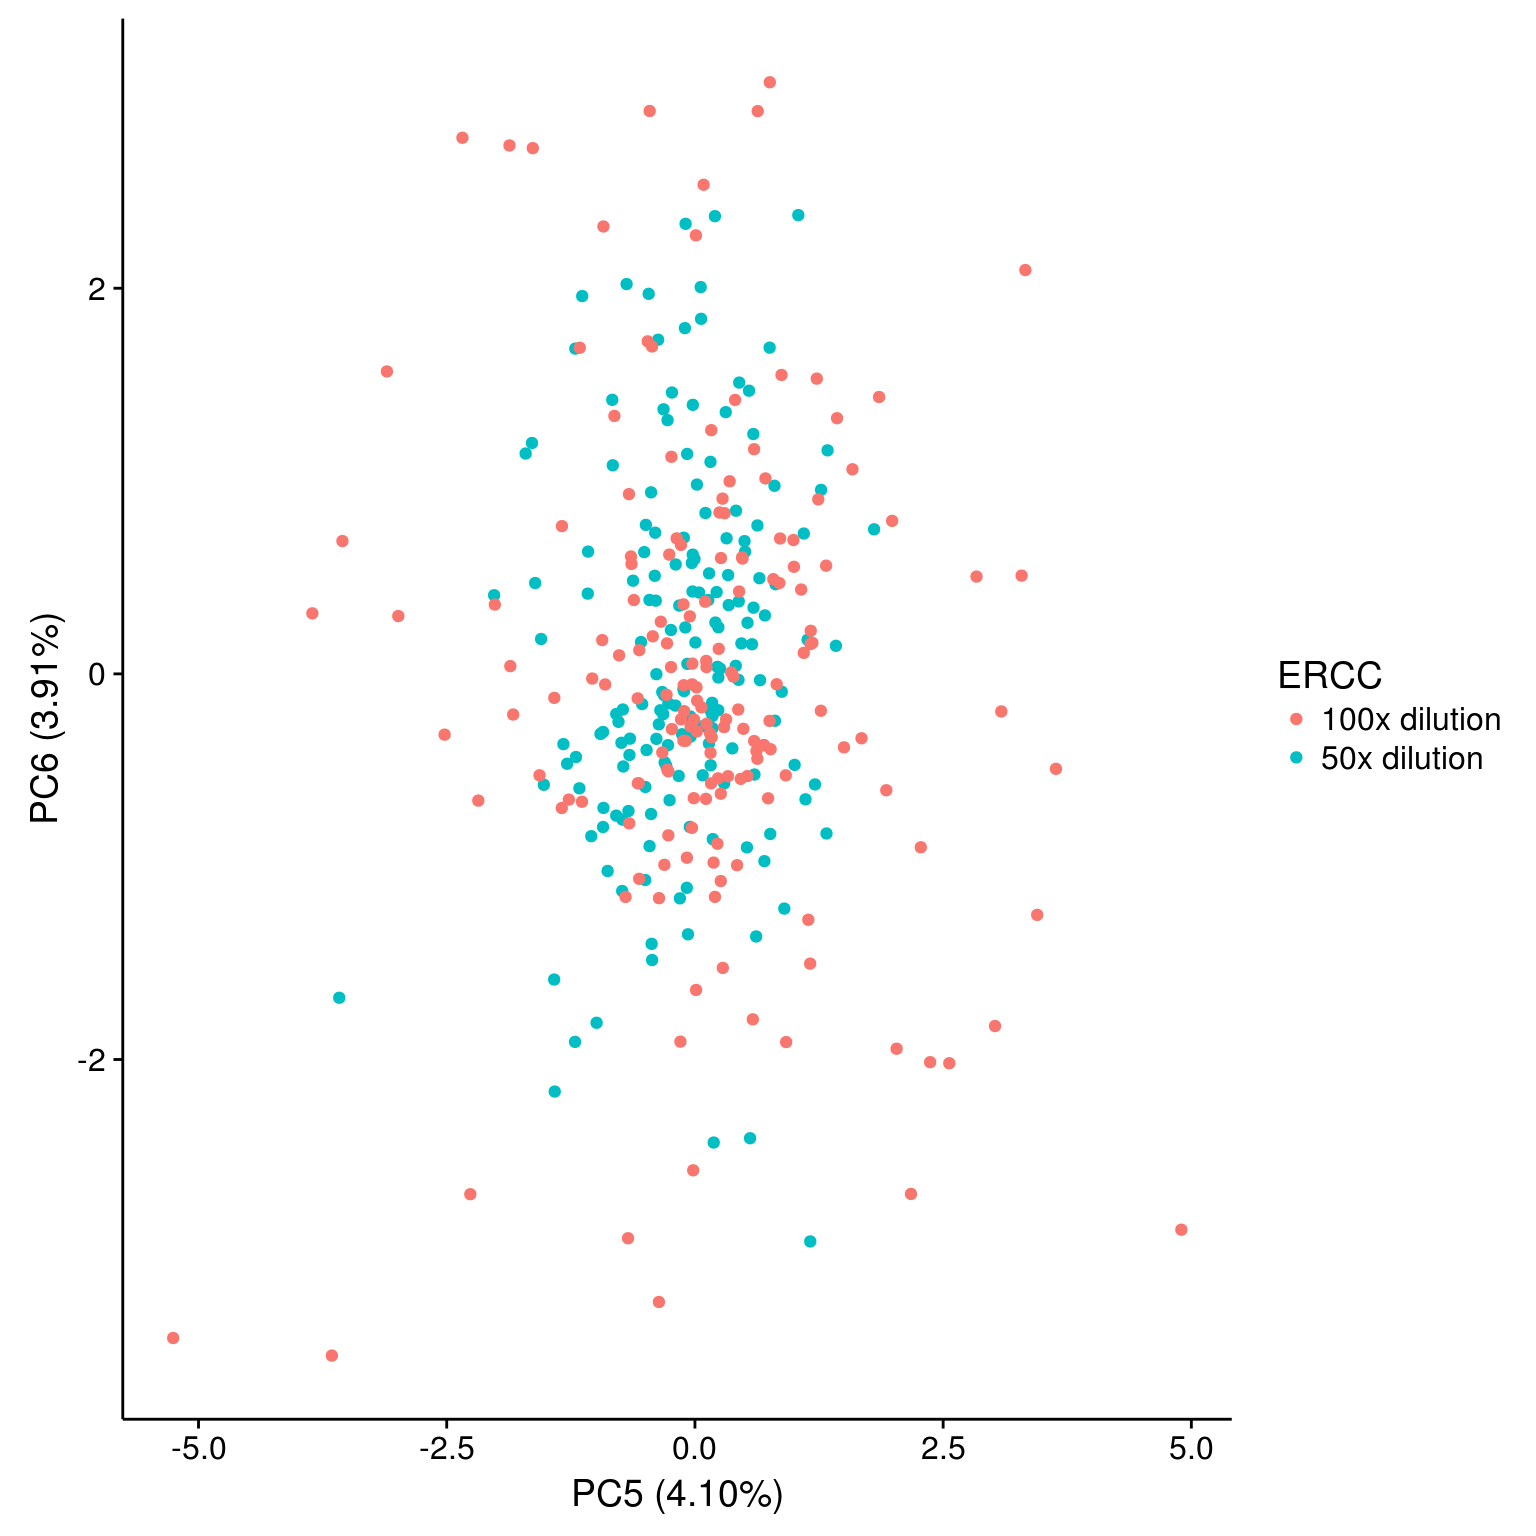 2
0
-2
PC6 (3.91%)
-5.0
-2.5
0.0
2.5
5.0
PC5 (4.10%)
ERCC
100x dilution
50x dilution